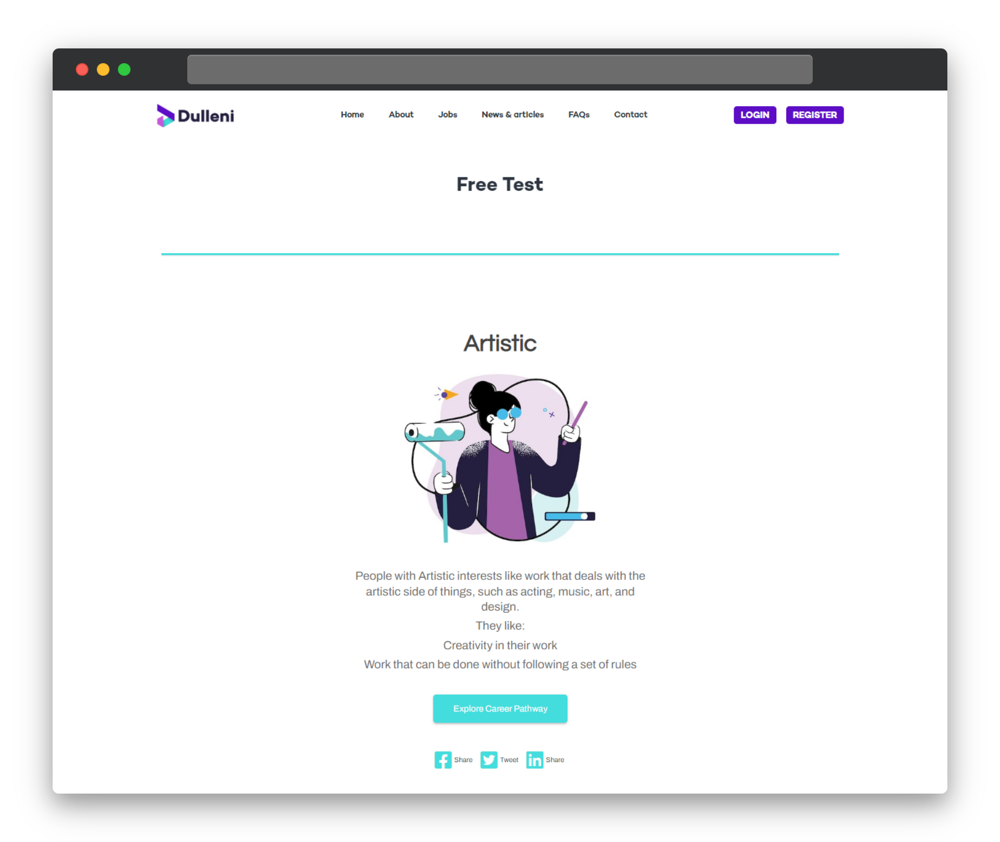 Dulleni
Home About Jobs News & articles FAQs Contact
LOGIN REGISTER
Free Test
Artistic
People with Artistic interests like work that deals with the
artistic side of things, such as acting, music, art, and
design.
They like:
Creativity in their work
Work that can be done without following a set of rules
Explore Career Pathway
Share Tweet Share